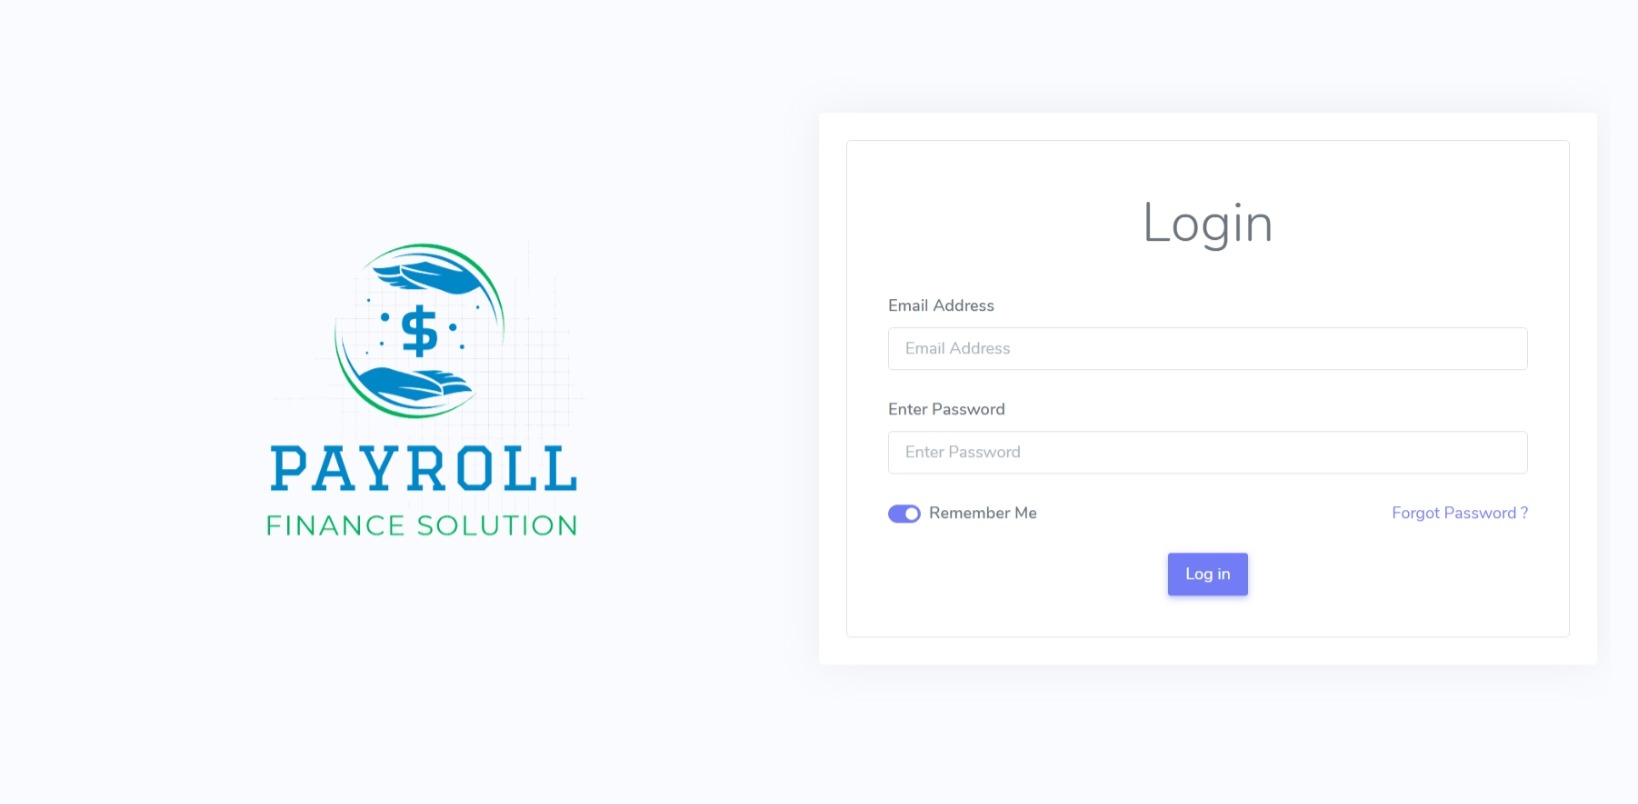 $
PAYROLL
FINANCE SOLUTION
Login
Email Address
Email Address
Enter Password
Enter Password
Remember Me
Forgot Password ?
Log in